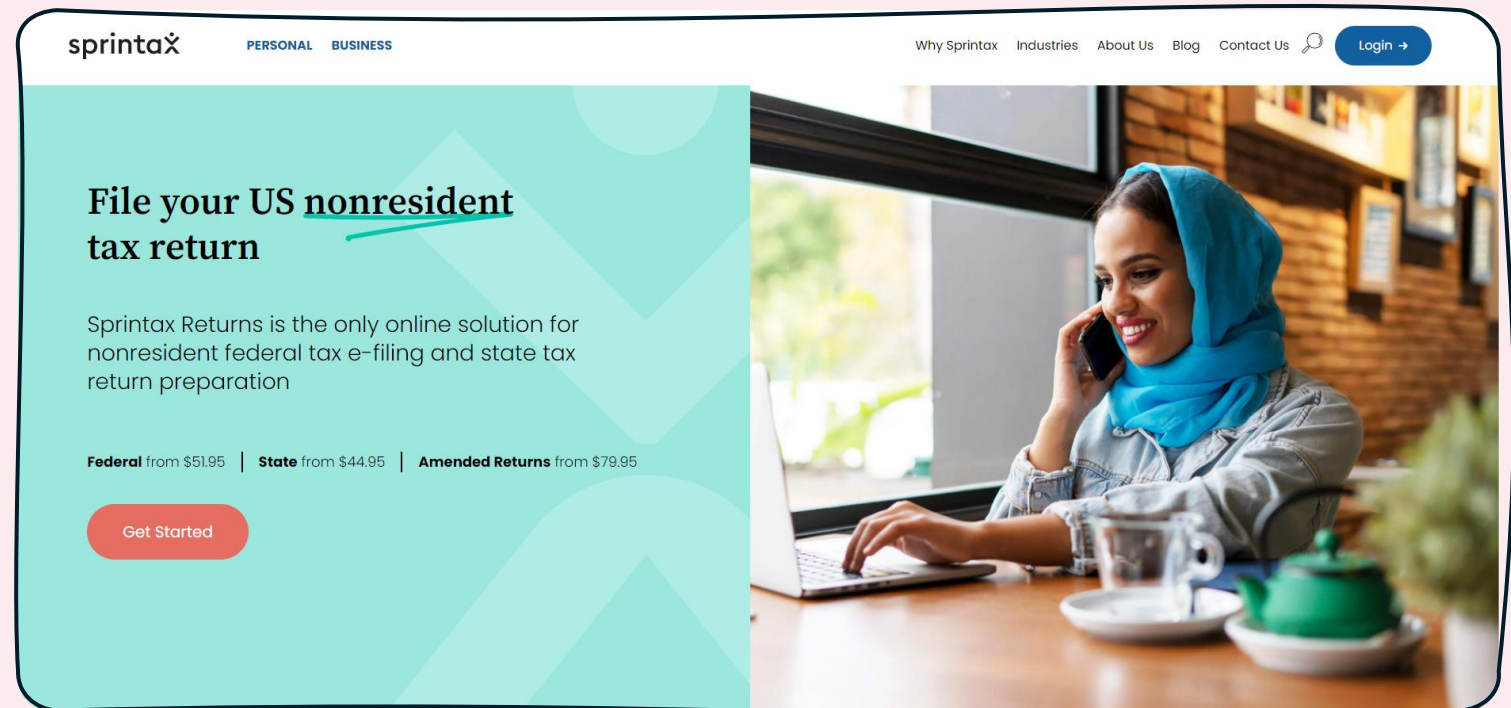 sprintax
PERSONAL BUSINESS
Why Sprintax Industries About Us Blog Contact Us Login →
File your US nonresident
tax return
Sprintax Returns is the only online solution for
nonresident federal tax e-filing and state tax
return preparation
Federal from $51.95 | State from $44.95 | Amended Returns from $79.95
Get Started